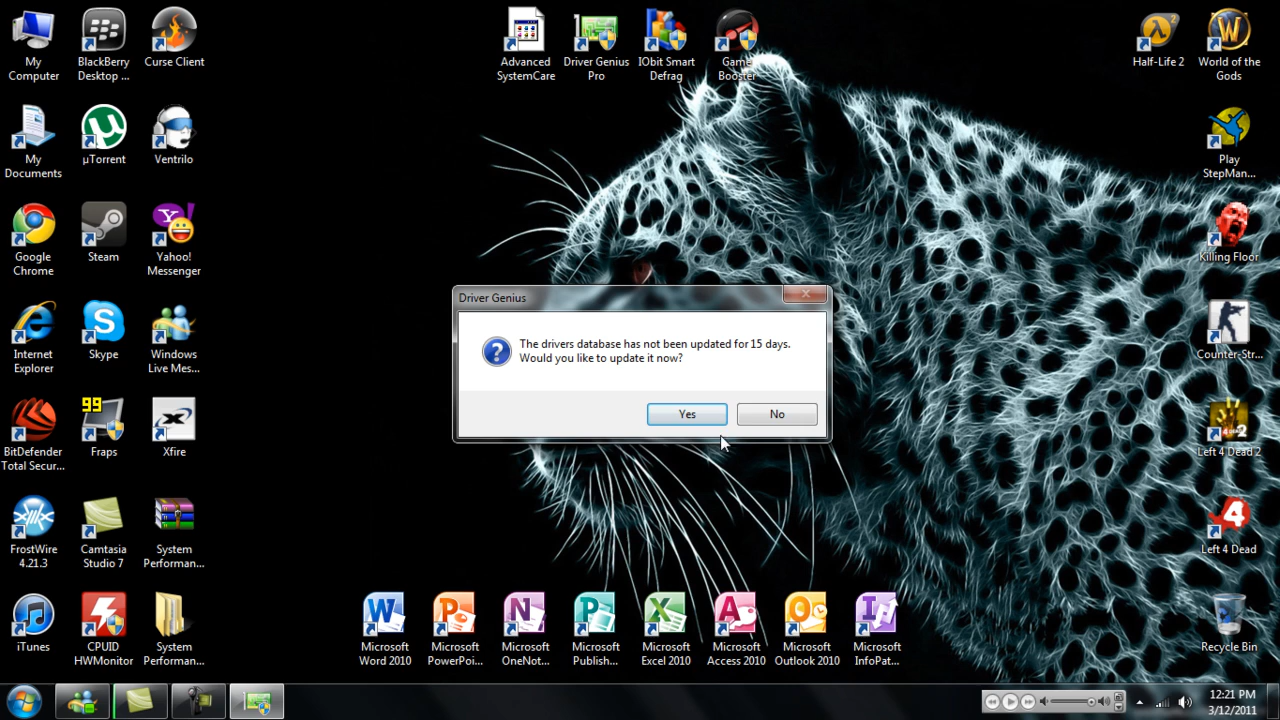 My
Computer
BlackBerry
Desktop ...
Curse Client
Advanced
SystemCare
Driver Genius
Pro
IObit Smart
Defrag
Game
Booster
Half-Life 2
World of the
Gods
My
Documents
µTorrent
Ventrilo
Play
StepMan...
Google
Chrome
Steam
Yahoo!
Messenger
Killing Floor
Internet
Explorer
Skype
Windows
Live Mes...
Counter-Str...
Driver Genius
The drivers database has not been updated for 15 days.
Would you like to update it now?
Yes
No
BitDefender
Total Secur...
99
Fraps
Xfire
Left 4 Dead 2
FrostWire
4.21.3
Camtasia
Studio 7
System
Performan...
Left 4 Dead
iTunes
CPUID
HWMonitor
System
Performan...
Microsoft
Word 2010
Microsoft
PowerPoi...
Microsoft
OneNot...
Microsoft
Publish...
Microsoft
Excel 2010
Microsoft
Access 2010
Microsoft
Outlook 2010
Microsoft
InfoPat...
Recycle Bin
12:21 PM
3/12/2011